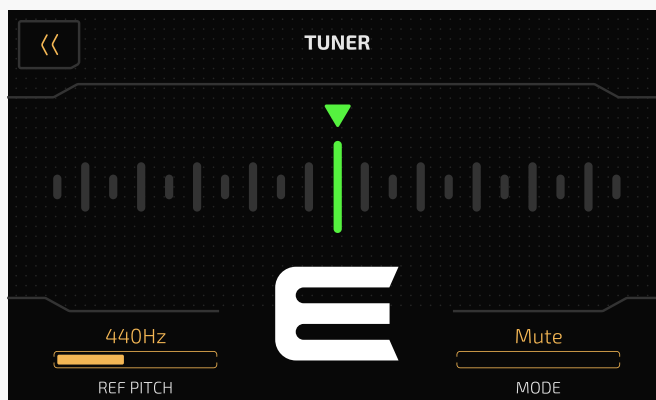 TUNER
E
440Hz
Mute
REF PITCH
MODE